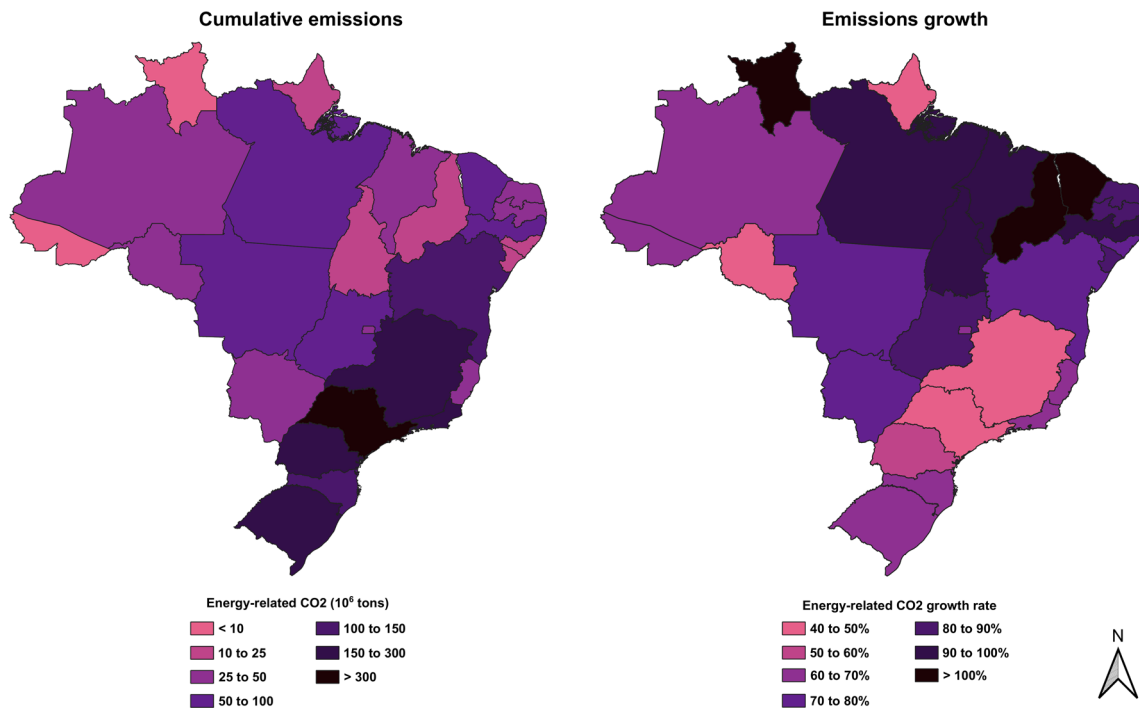 Cumulative emissions
Emissions growth
Energy-related CO2 (10⁶ tons)
< 10
10 to 25
25 to 50
50 to 100
100 to 150
150 to 300
> 300
Energy-related CO2 growth rate
40 to 50%
50 to 60%
60 to 70%
70 to 80%
80 to 90%
90 to 100%
> 100%
N